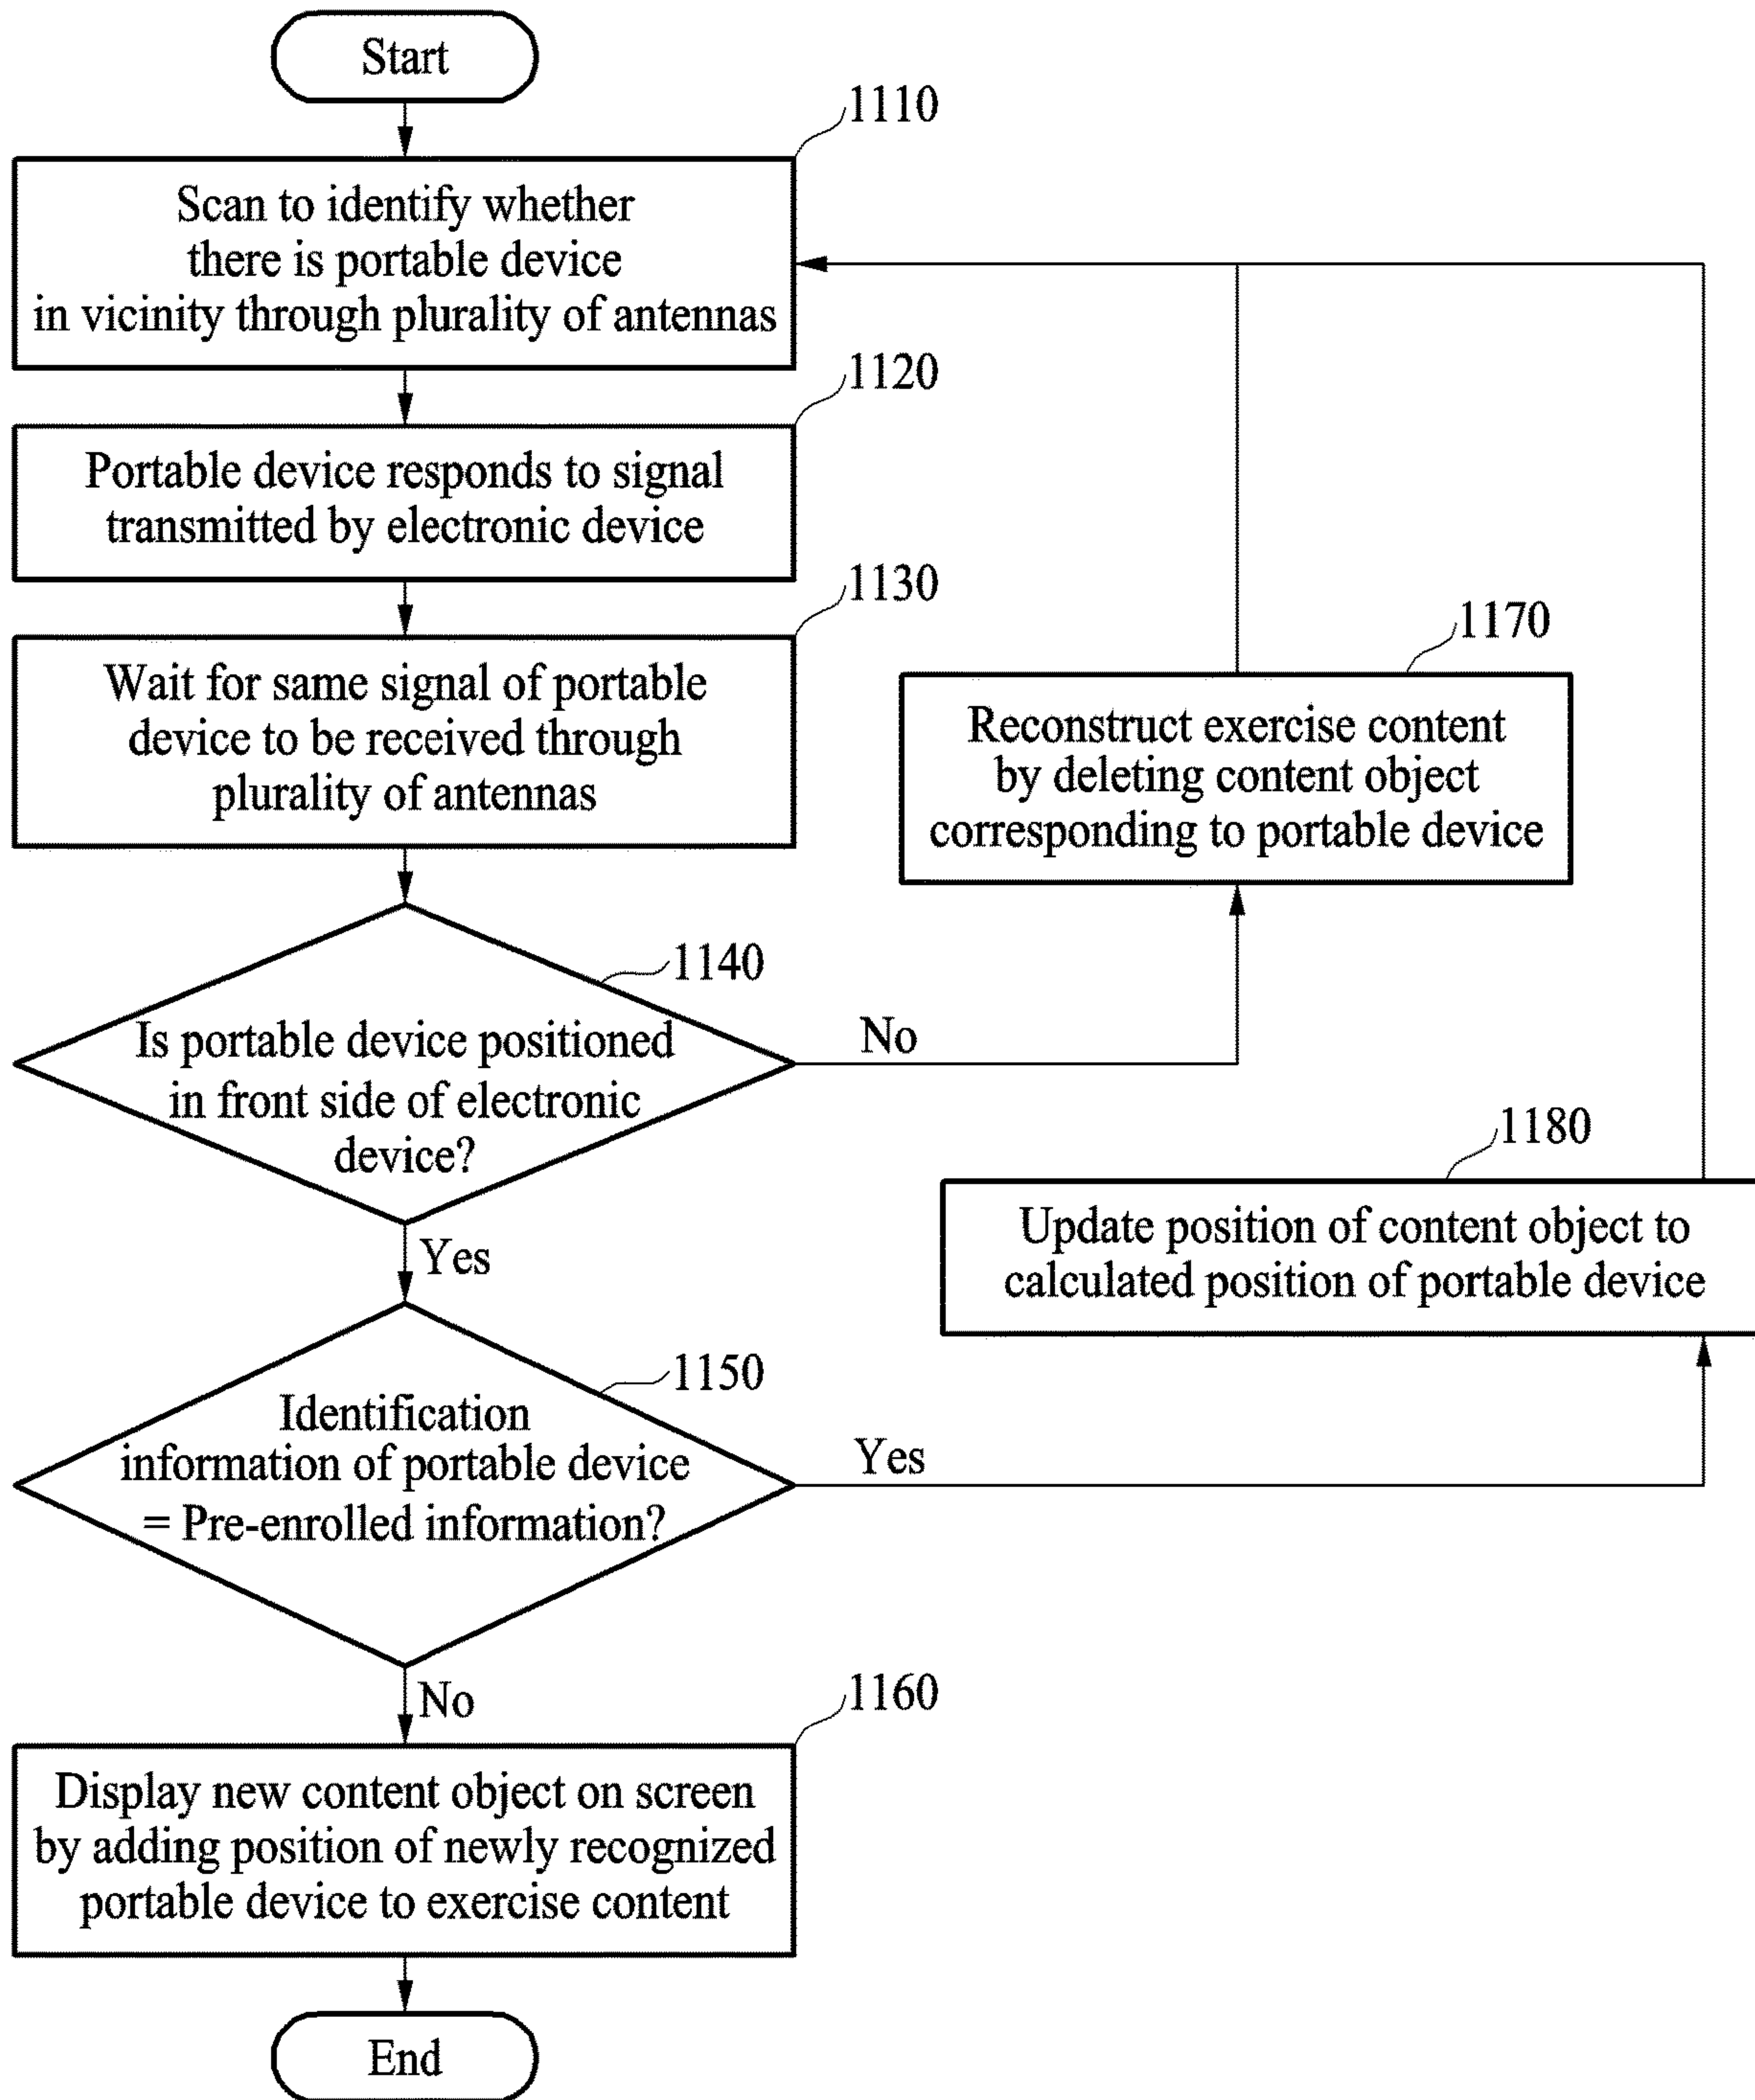 Start
1110
Scan to identify whether
there is portable device
in vicinity through plurality of antennas
1120
Portable device responds to signal
transmitted by electronic device
1130
Wait for same signal of portable
device to be received through
plurality of antennas
1170
Reconstruct exercise content
by deleting content object
corresponding to portable device
1140
Is portable device positioned
in front side of electronic
device?
No
Yes
1180
Update position of content object to
calculated position of portable device
1150
Identification
information of portable device
= Pre-enrolled information?
Yes
No
1160
Display new content object on screen
by adding position of newly recognized
portable device to exercise content
End